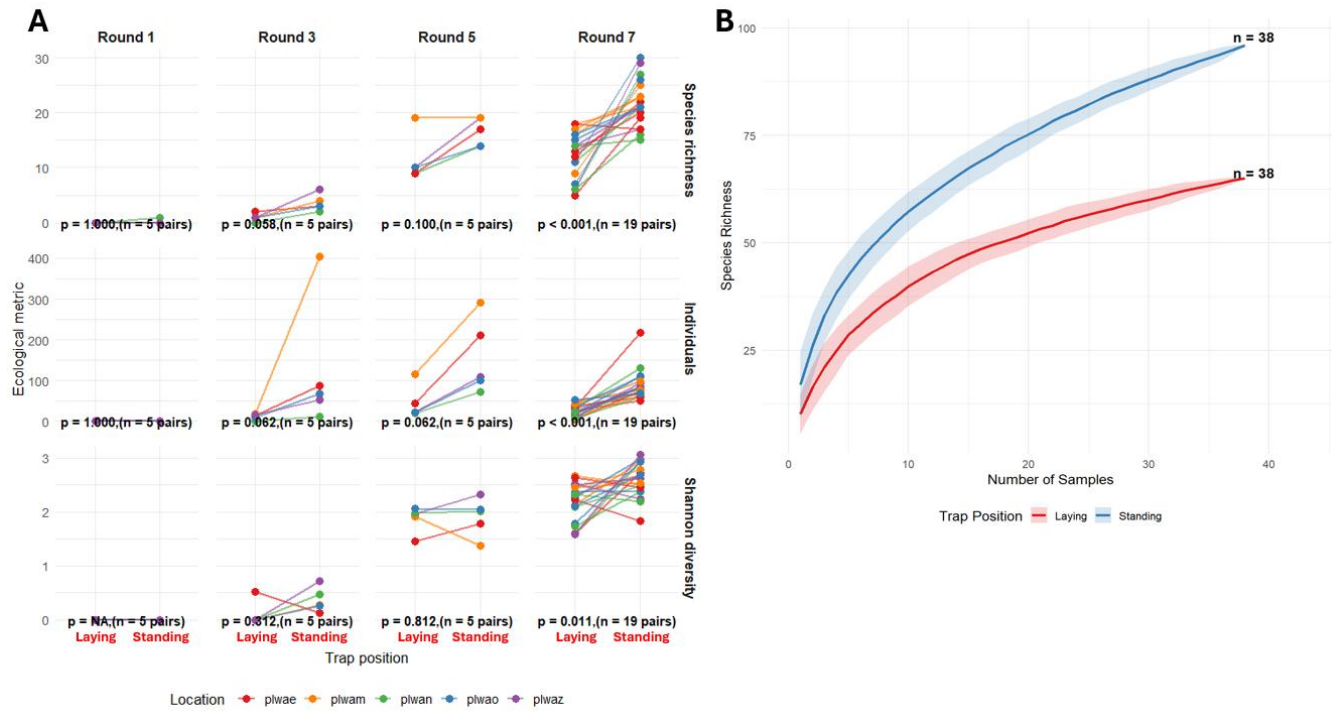 A
Round 1 Round 3 Round 5 Round 7
30
20
10
0
p = 1.000,(n = 5 pairs) p = 0.058,(n = 5 pairs) p = 0.100,(n = 5 pairs) p < 0.001,(n = 19 pairs)
Species richness
Ecological metric
400
300
200
100
0
p = 1.000,(n = 5 pairs) p = 0.062,(n = 5 pairs) p = 0.062,(n = 5 pairs) p < 0.001,(n = 19 pairs)
Individuals
3
2
1
0
p = NA,(n = 5 pairs) p = 0.312,(n = 5 pairs) p = 0.812,(n = 5 pairs) p = 0.011,(n = 19 pairs)
Shannon diversity
Laying Standing Laying Standing Laying Standing Laying Standing
Trap position
Location plwae plwam plwan plwao plwaz
B
100
75
50
25
Species Richness
n = 38
n = 38
0 10 20 30 40
Number of Samples
Trap Position Laying Standing